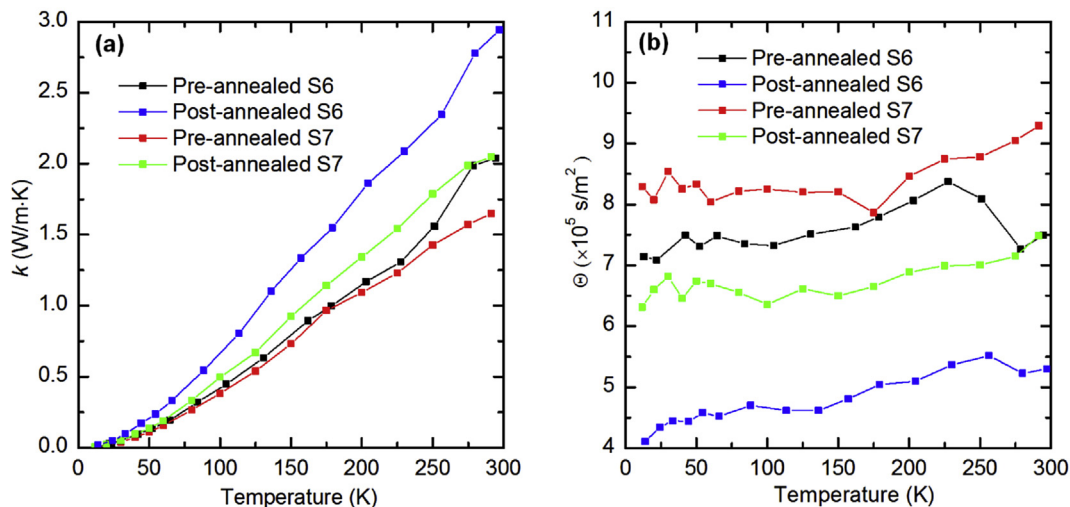 (a)
Pre-annealed S6
Post-annealed S6
Pre-annealed S7
Post-annealed S7
k (W/m·K)
3.0
2.5
2.0
1.5
1.0
0.5
0.0
0 50 100 150 200 250 300
Temperature (K)
(b)
Pre-annealed S6
Post-annealed S6
Pre-annealed S7
Post-annealed S7
Θ (×10⁵ s/m²)
11
10
9
8
7
6
5
4
0 50 100 150 200 250 300
Temperature (K)